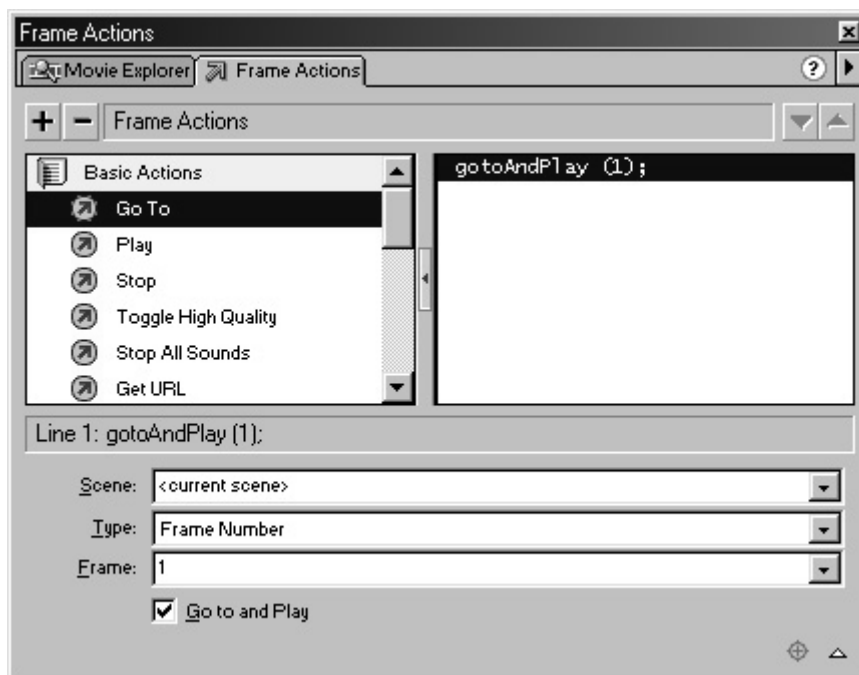 Frame Actions
Movie Explorer
Frame Actions
?
Frame Actions
Basic Actions
Go To
Play
Stop
Toggle High Quality
Stop All Sounds
Get URL
gotoAndPlay (1);
Line 1: gotoAndPlay (1);
Scene: <current scene>
Type: Frame Number
Frame: 1
Go to and Play